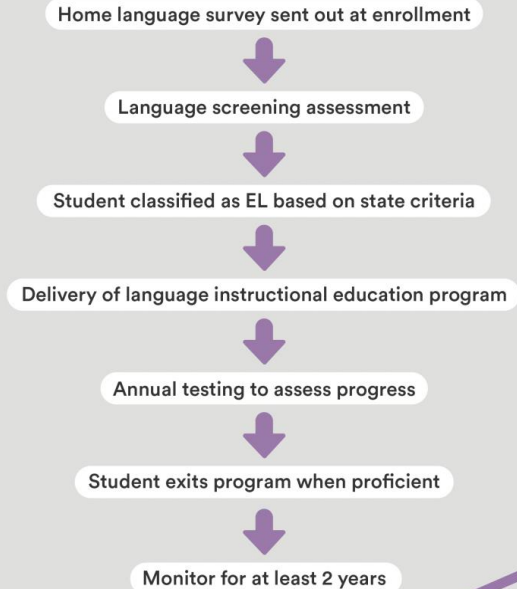 Home language survey sent out at enrollment
Language screening assessment
Student classified as EL based on state criteria
Delivery of language instructional education program
Annual testing to assess progress
Student exits program when proficient
Monitor for at least 2 years